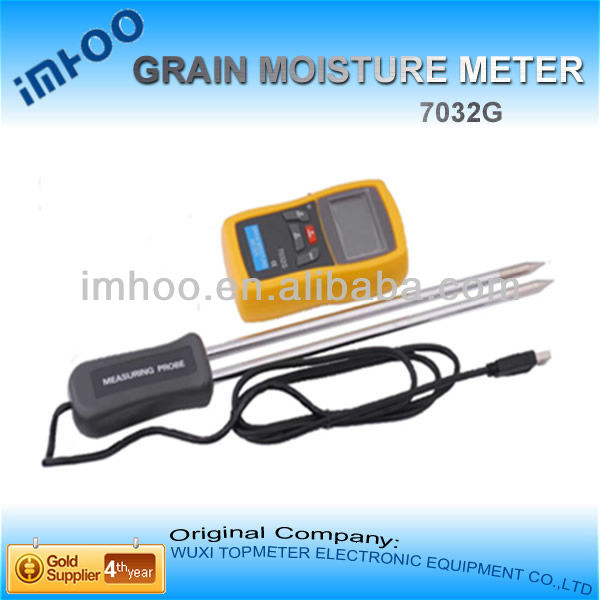 imHOO
GRAIN MOISTURE METER
7032G
7032G
imhoo.en.alibaba.com
MEASURING PROBE
Original Company:
WUXI TOPMETER ELECTRONIC EQUIPMENT CO.,LTD
Gold
Supplier
4th year